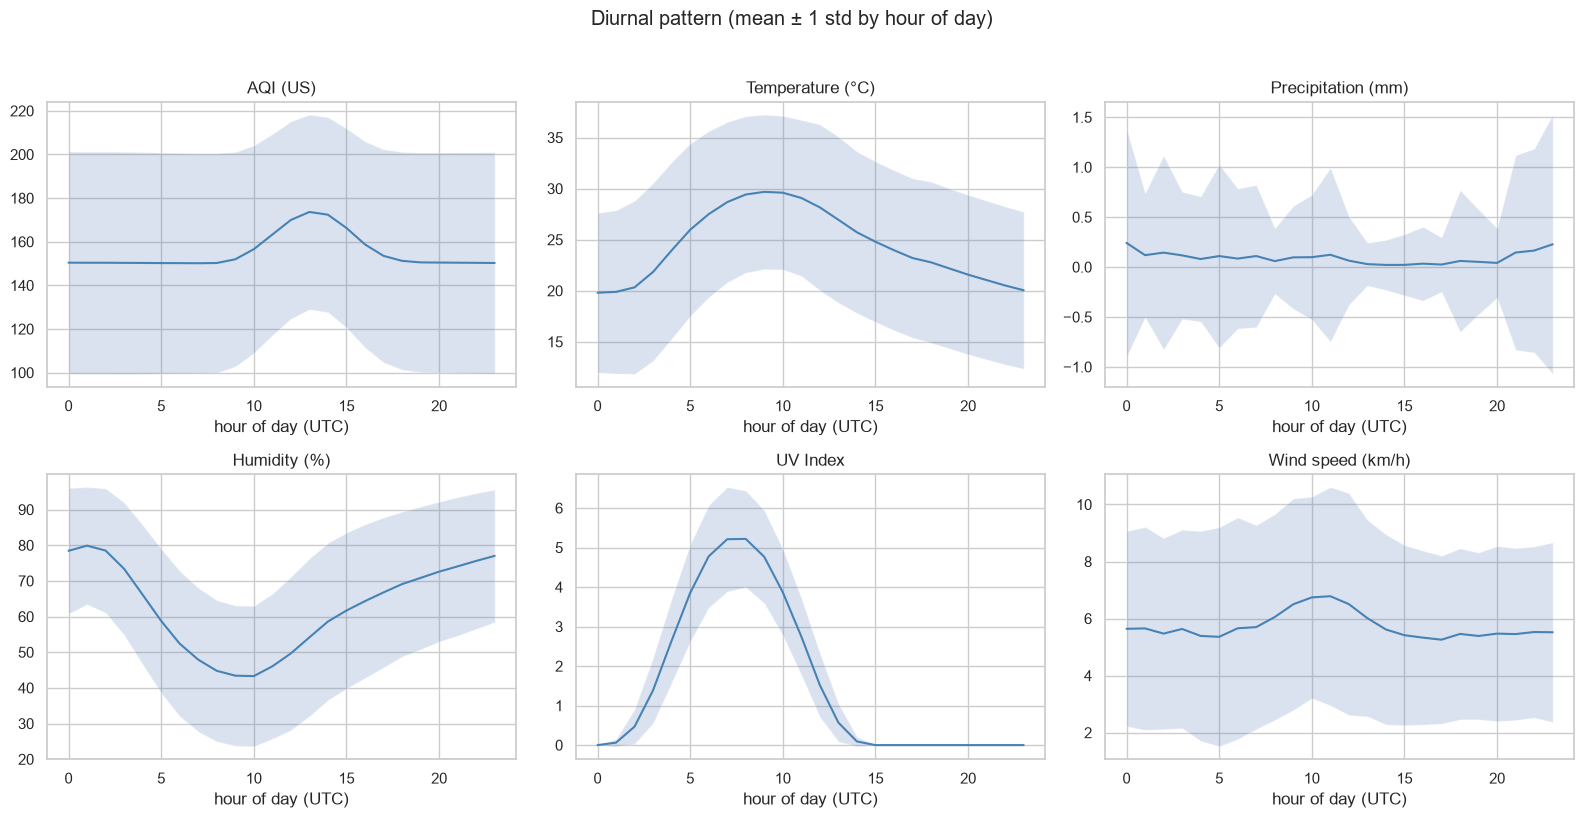 Diurnal pattern (mean ± 1 std by hour of day)
AQI (US)
220
200
180
160
140
120
100
0 5 10 15 20
hour of day (UTC)
Temperature (°C)
35
30
25
20
15
0 5 10 15 20
hour of day (UTC)
Precipitation (mm)
1.5
1.0
0.5
0.0
−0.5
−1.0
0 5 10 15 20
hour of day (UTC)
Humidity (%)
90
80
70
60
50
40
30
20
0 5 10 15 20
hour of day (UTC)
UV Index
6
5
4
3
2
1
0
0 5 10 15 20
hour of day (UTC)
Wind speed (km/h)
10
8
6
4
2
0 5 10 15 20
hour of day (UTC)